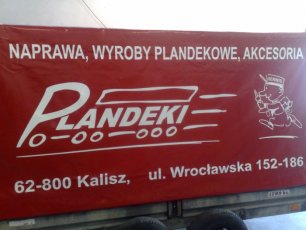 NAPRAWA, WYROBY PLANDEKOWE, AKCESORIA
PLANDEKI
62-800 Kalisz, ul. Wrocławska 152-186